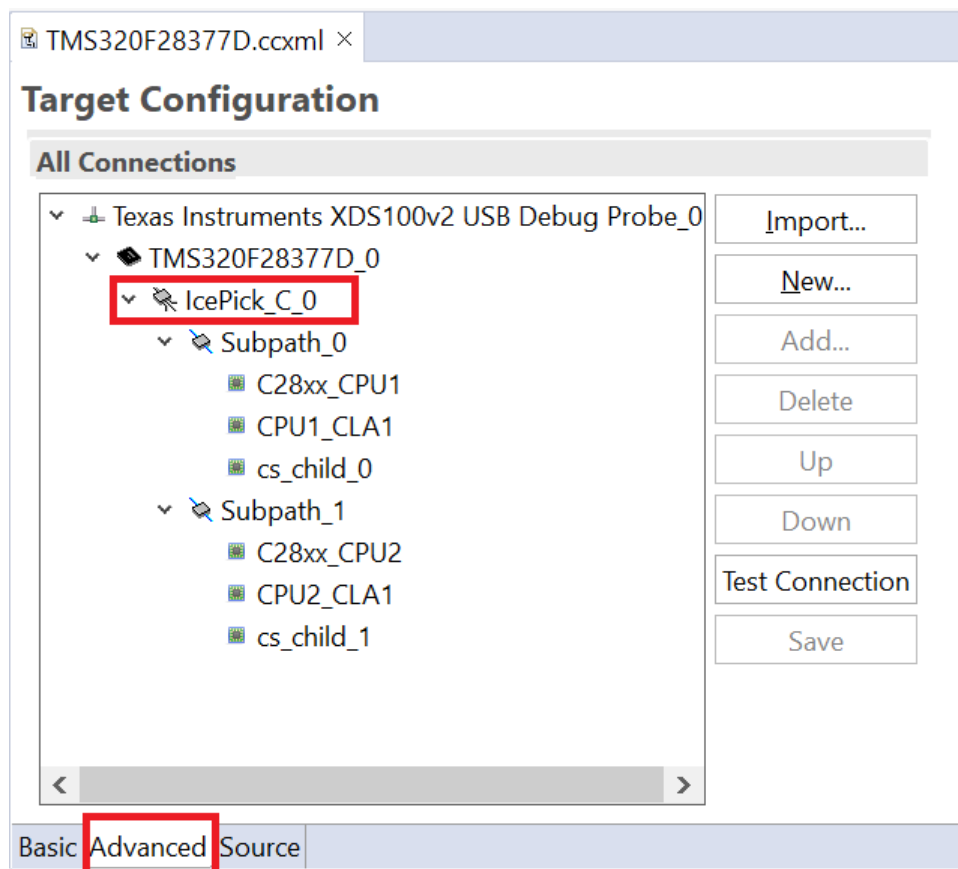 TMS320F28377D.ccxml ×
Target Configuration
All Connections
Texas Instruments XDS100v2 USB Debug Probe_0
Import...
TMS320F28377D_0
New...
IcePick_C_0
Subpath_0
Add...
C28xx_CPU1
Delete
CPU1_CLA1
cs_child_0
Up
Subpath_1
Down
C28xx_CPU2
Test Connection
CPU2_CLA1
cs_child_1
Save
Basic Advanced Source